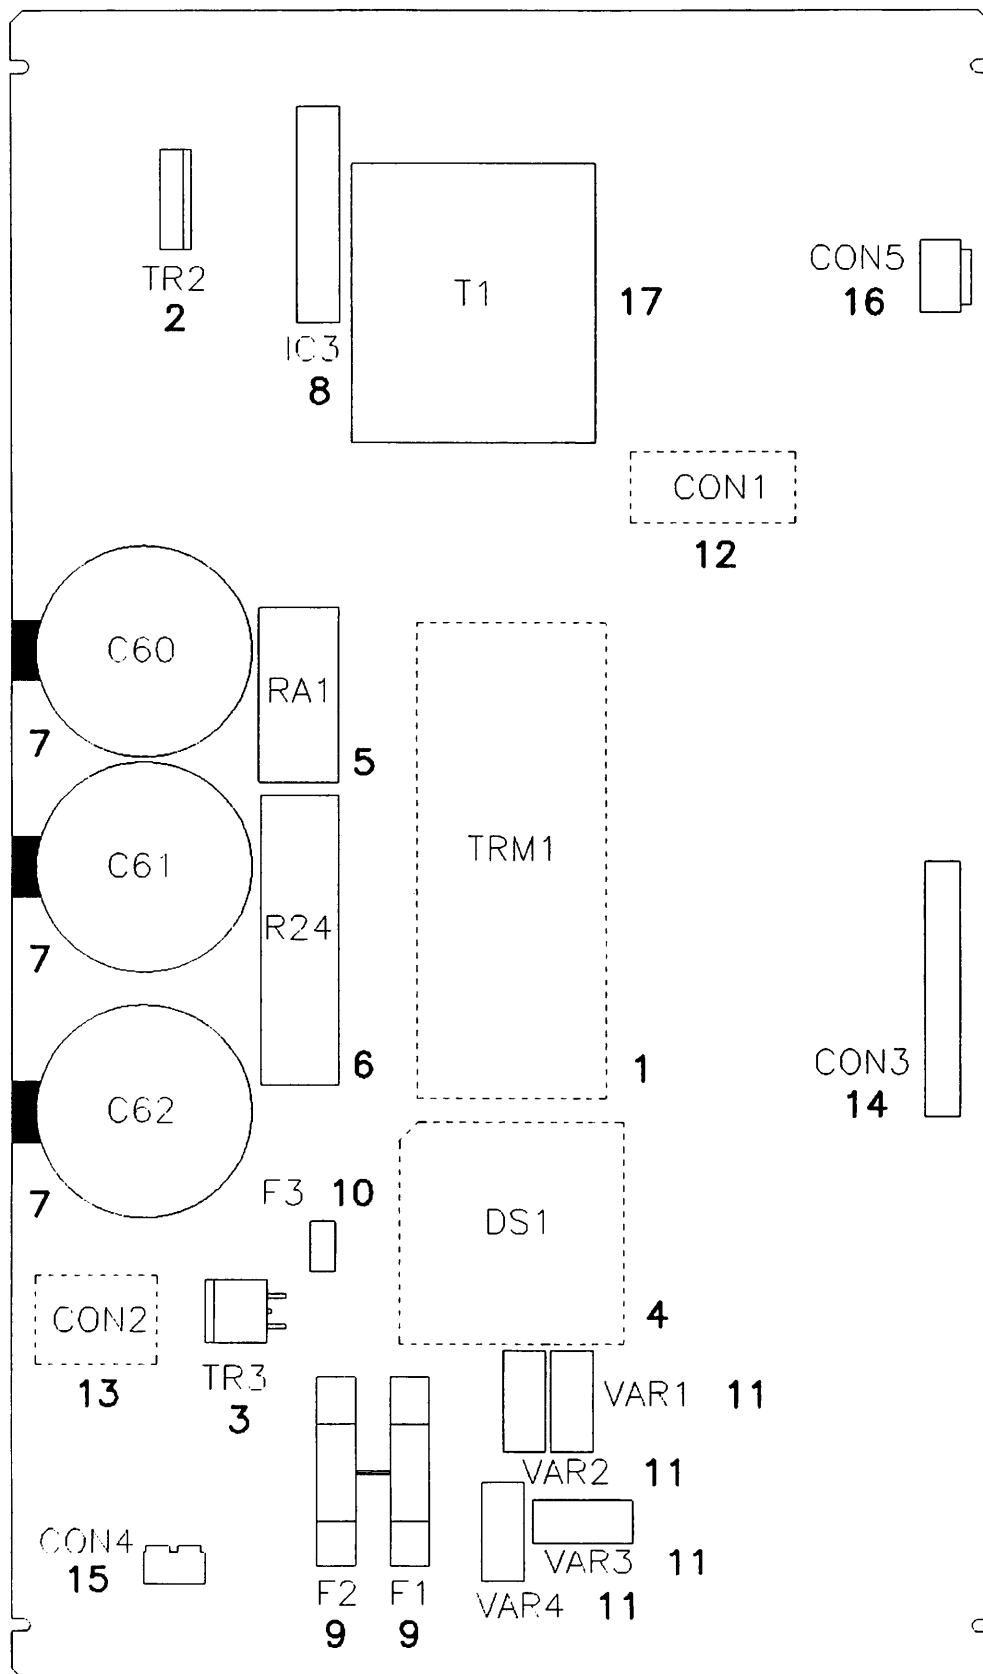 TR2
2
IC3
8
T1
17
CON5
16
CON1
12
C60
7
RA1
5
C61
7
R24
6
TRM1
1
CON3
14
C62
7
F3 10
DS1
4
CON2
13
TR3
3
VAR1 11
VAR2 11
VAR3 11
VAR4 11
CON4
15
F2
9
F1
9